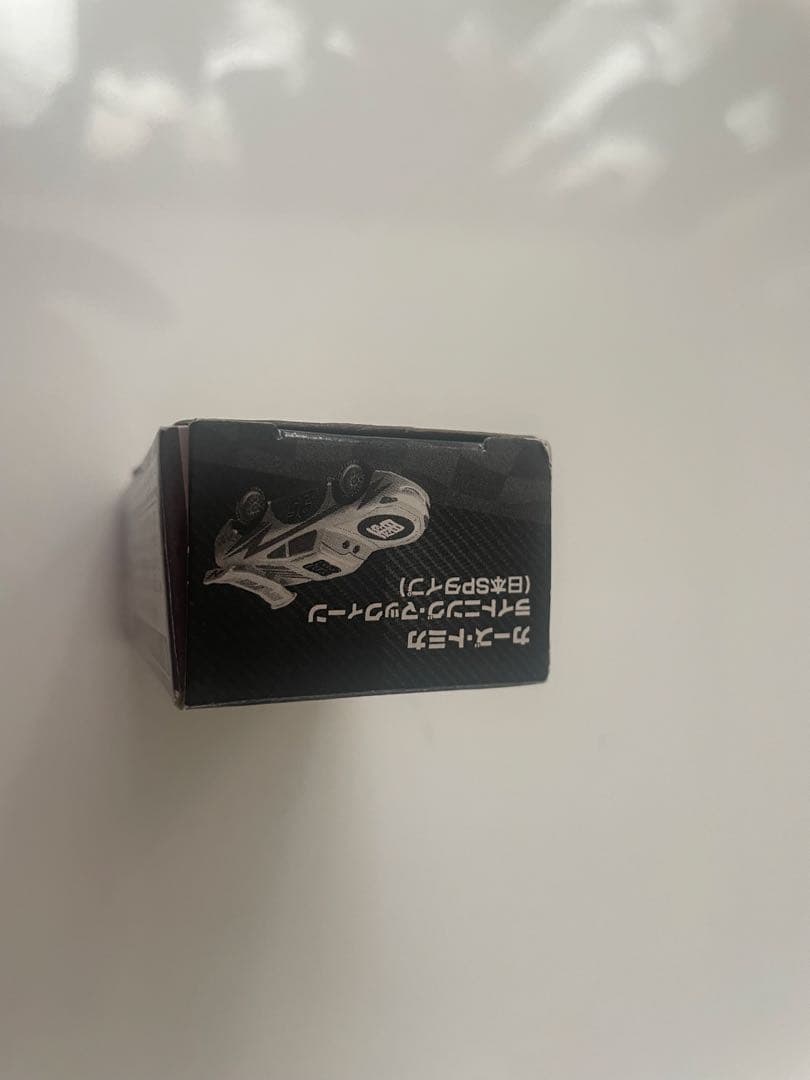 カーズ・トミカ
ライトニング・マックィーン
(日本SPタイプ)